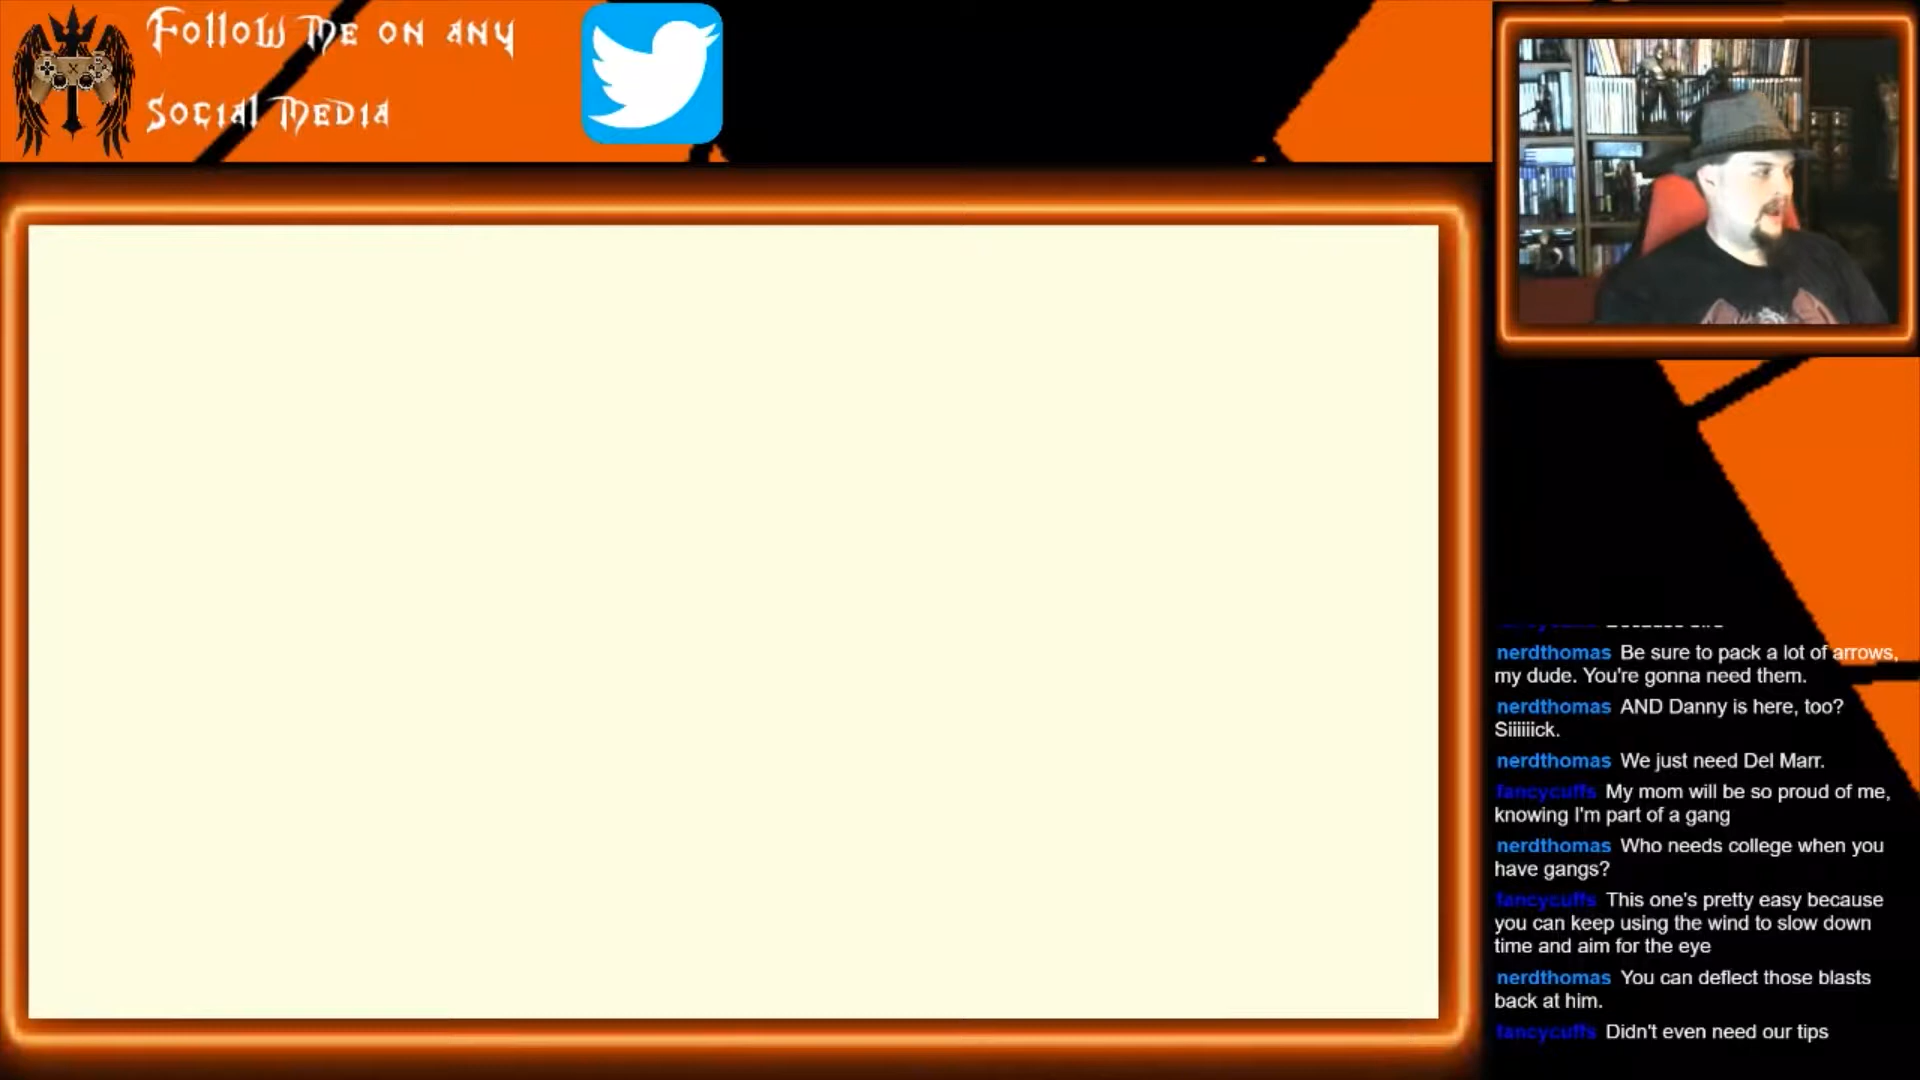 Follow Me on any
Social Media
nerdthomas Be sure to pack a lot of arrows,
my dude. You're gonna need them.
nerdthomas AND Danny is here, too?
Siiiiiick.
nerdthomas We just need Del Marr.
fancycuffs My mom will be so proud of me,
knowing I'm part of a gang
nerdthomas Who needs college when you
have gangs?
fancycuffs This one's pretty easy because
you can keep using the wind to slow down
time and aim for the eye
nerdthomas You can deflect those blasts
back at him.
fancycuffs Didn't even need our tips